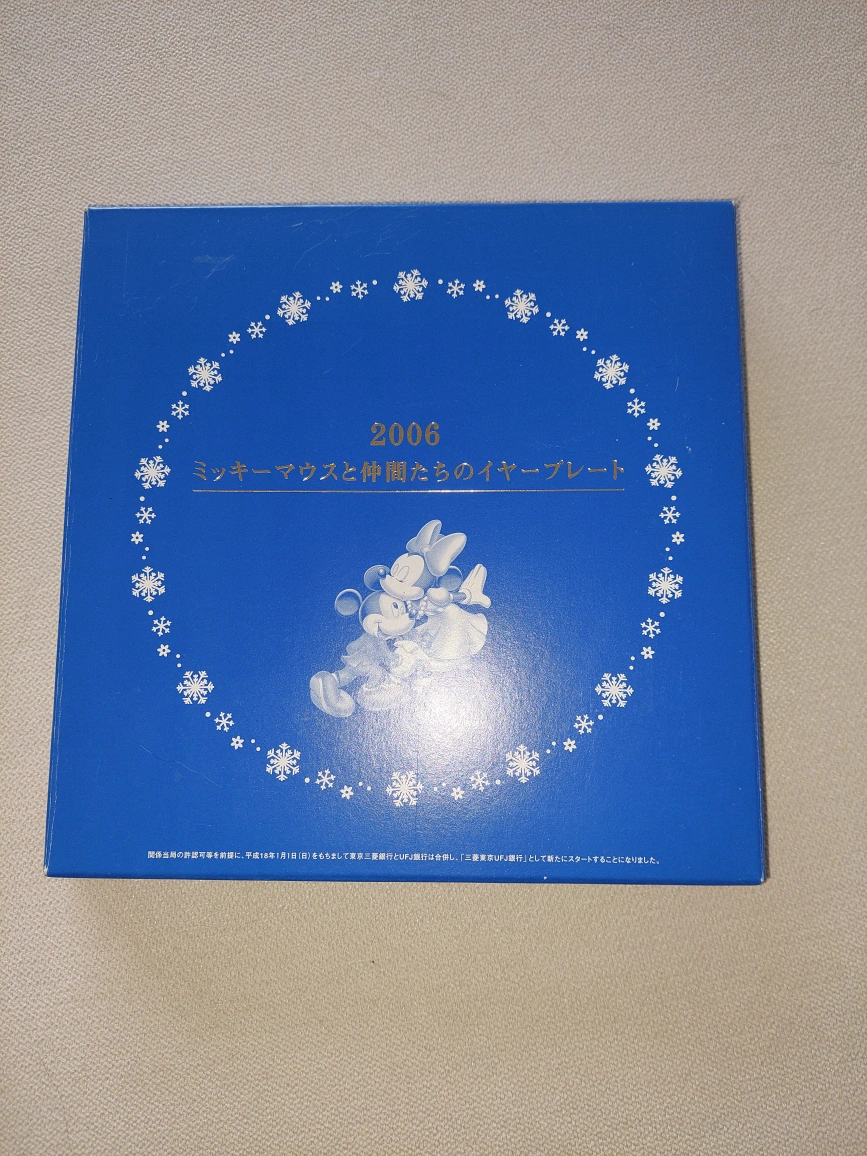 2006
ミッキーマウスと仲間たちのイヤープレート
関係当局の許認可等を前提に、平成18年1月1日(日)をもちまして東京三菱銀行とUFJ銀行は合併し、「三菱東京UFJ銀行」として新たにスタートすることになりました。